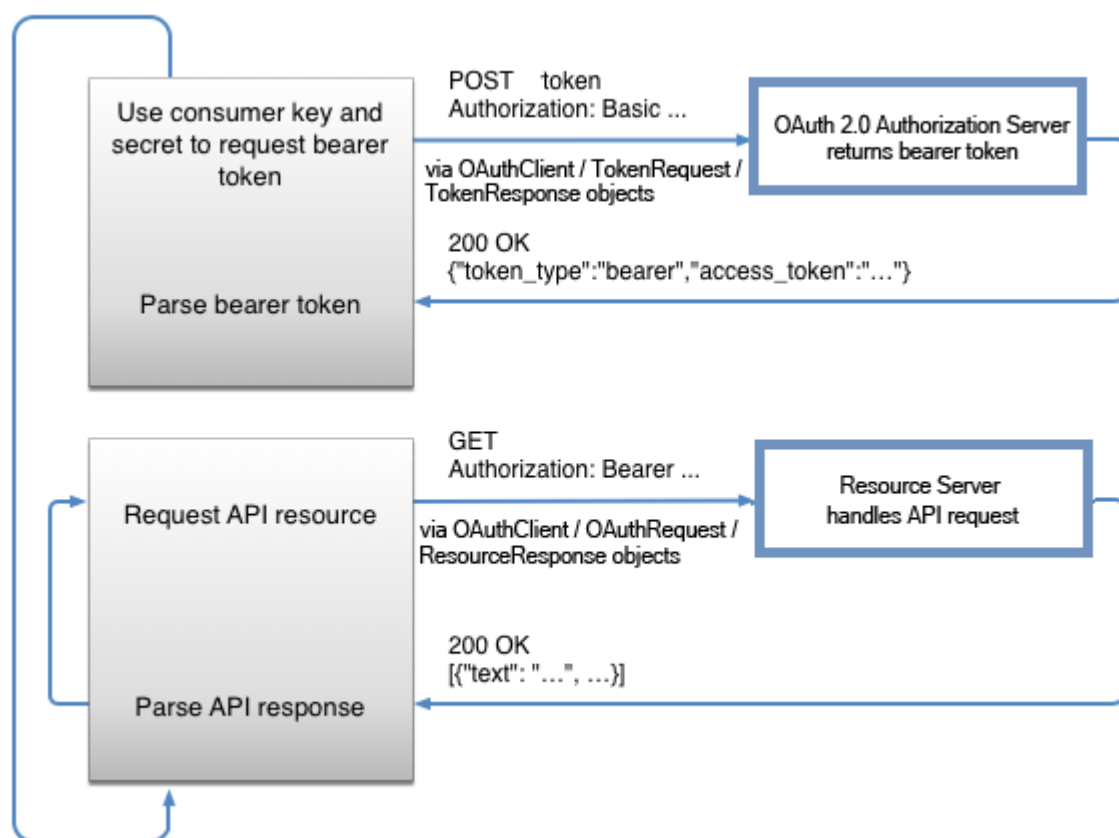 Use consumer key and
secret to request bearer
token
Parse bearer token
POST token
Authorization: Basic ...
via OAuthClient / TokenRequest /
TokenResponse objects
OAuth 2.0 Authorization Server
returns bearer token
200 OK
{"token_type":"bearer","access_token":"…"}
Request API resource
Parse API response
GET
Authorization: Bearer ...
via OAuthClient / OAuthRequest /
ResourceResponse objects
Resource Server
handles API request
200 OK
[{"text": "…", …}]